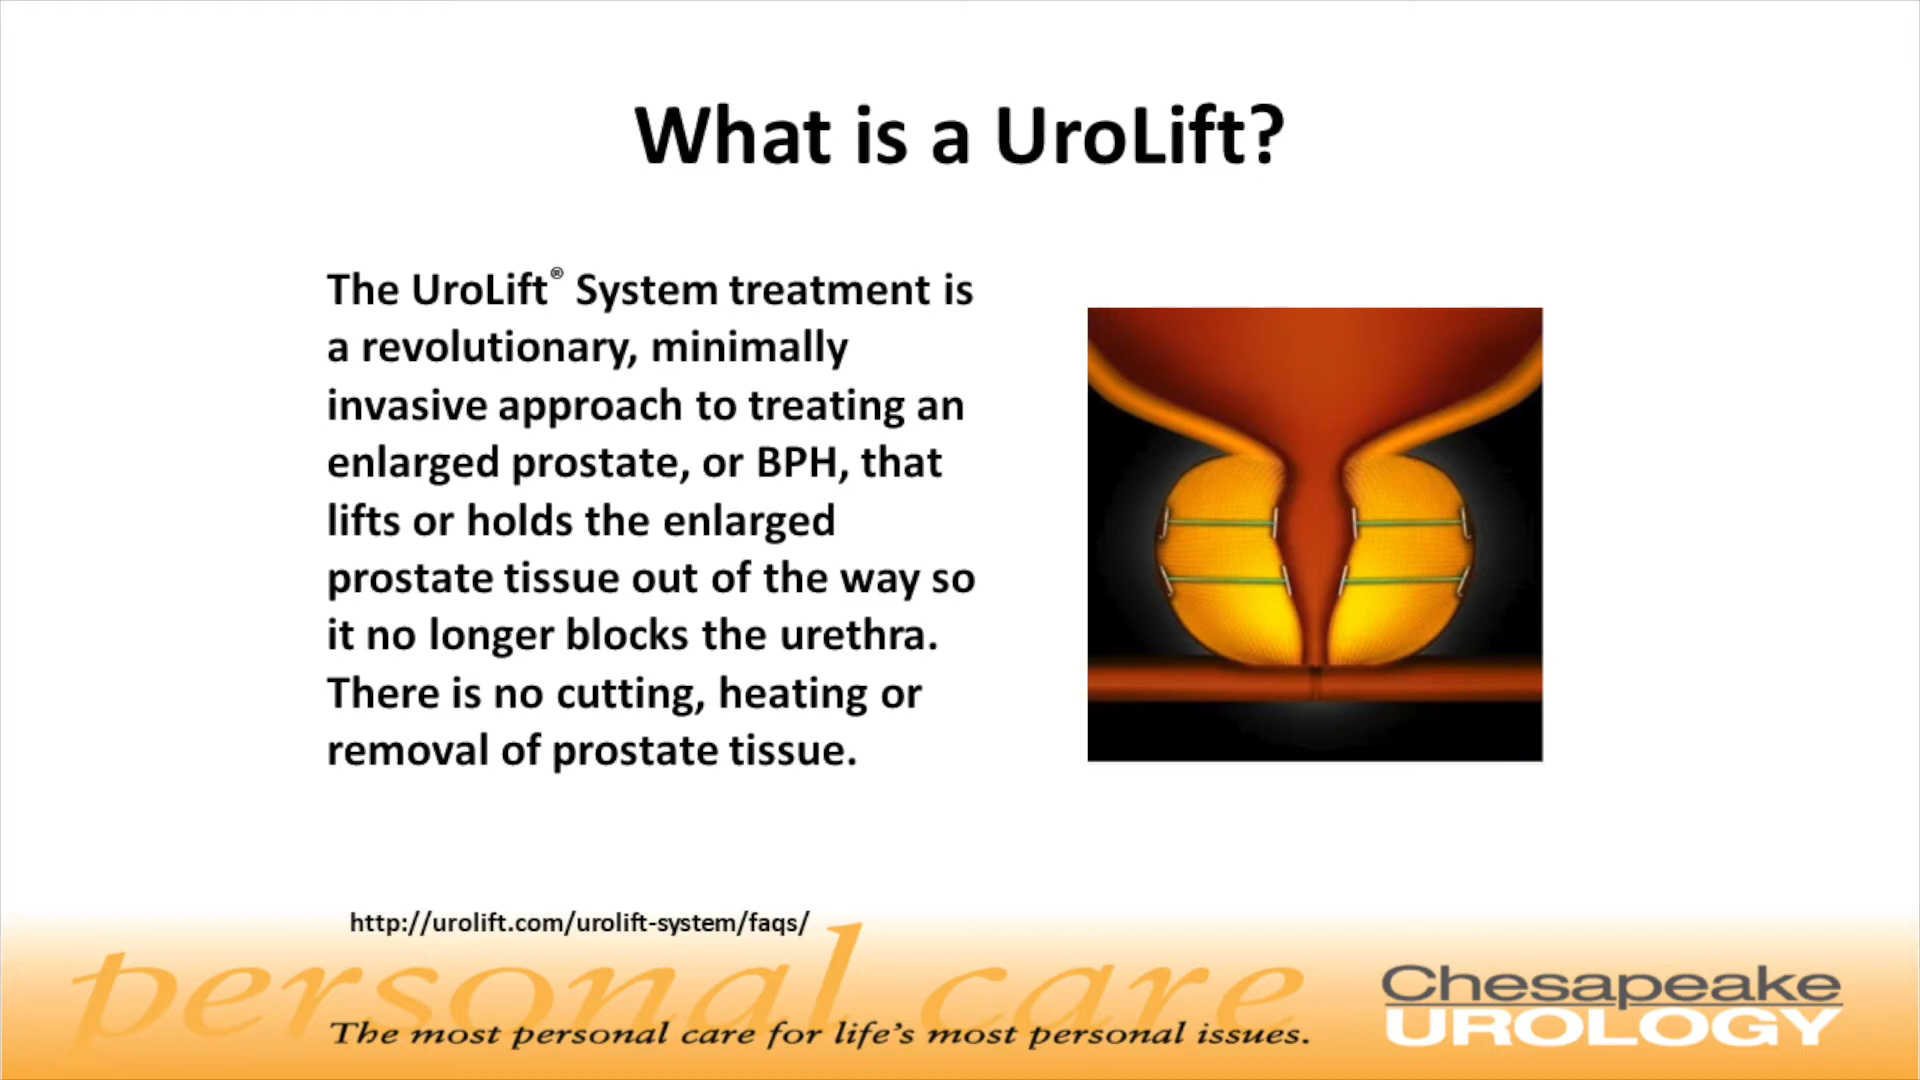 What is a UroLift?
The UroLift® System treatment is
a revolutionary, minimally
invasive approach to treating an
enlarged prostate, or BPH, that
lifts or holds the enlarged
prostate tissue out of the way so
it no longer blocks the urethra.
There is no cutting, heating or
removal of prostate tissue.
http://urolift.com/urolift-system/faqs/
personal care
The most personal care for life's most personal issues.
Chesapeake
UROLOGY